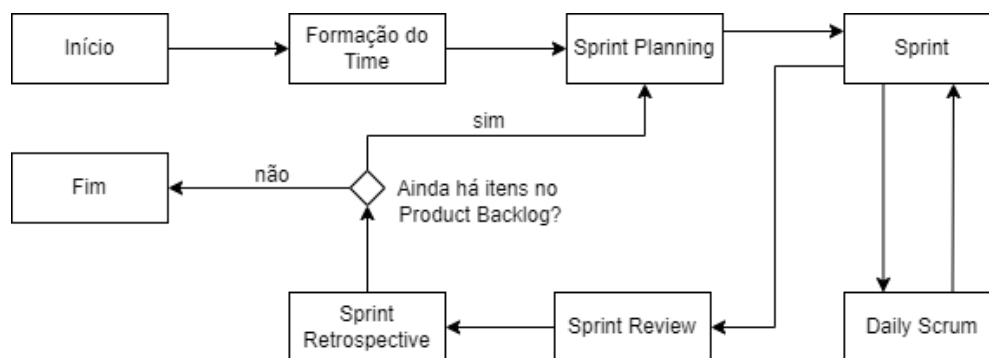 Início
Formação do
Time
Sprint Planning
Sprint
sim
Fim
não
Ainda há itens no
Product Backlog?
Sprint
Retrospective
Sprint Review
Daily Scrum